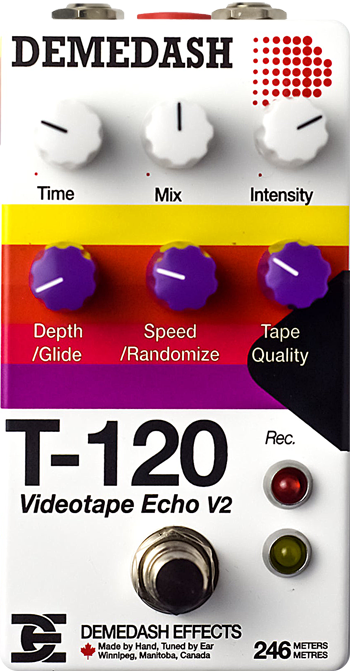 DEMEDASH
Time
Mix
Intensity
Depth
/Glide
Speed
/Randomize
Tape
Quality
T-120
Videotape Echo V2
Rec.
DEMEDASH EFFECTS
Made by Hand, Tuned by Ear
Winnipeg, Manitoba, Canada
246 METERS
METRES